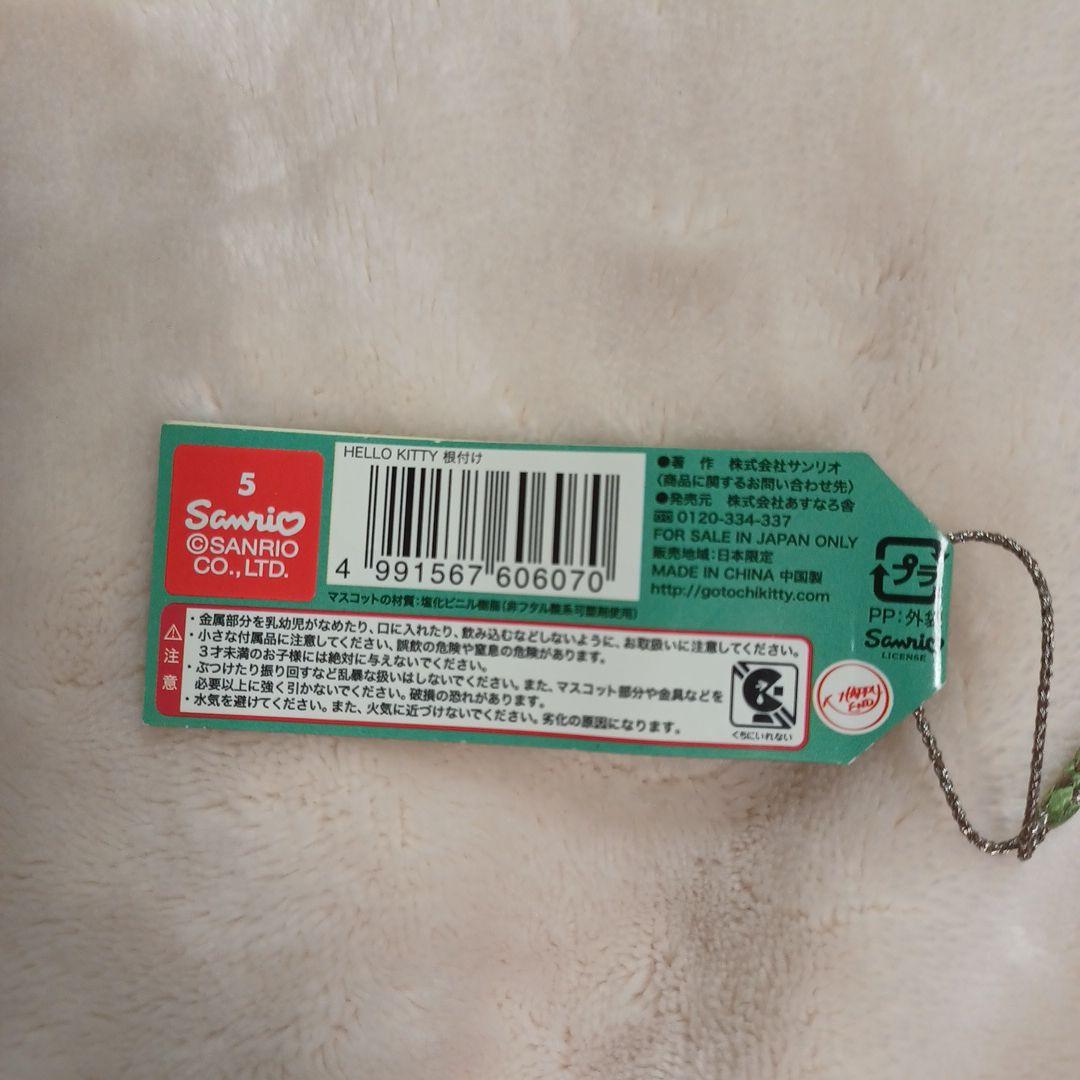 5
Sanrio
©SANRIO
CO.,LTD.
HELLO KITTY 根付け
4 991567 606070
マスコットの材質:塩化ビニル樹脂(非フタル酸系可塑剤使用)
●著 作 株式会社サンリオ
〈商品に関するお問い合わせ先〉
●発売元 株式会社あすなろ舎
0120-334-337
FOR SALE IN JAPAN ONLY
販売地域:日本限定
MADE IN CHINA 中国製
http://gotochikitty.com
プラ
PP:外袋
Sanrio
LICENSE
注意
・金属部分を乳幼児がなめたり、口に入れたり、飲み込むなどしないように、お取扱いに注意してください。
・小さな付属品に注意してください、誤飲の危険や窒息の危険があります。
3才未満のお子様には絶対に与えないでください。
・ぶつけたり振り回すなど乱暴な扱いはしないでください。また、マスコット部分や金具などを
必要以上に強く引かないでください。破損の恐れがあります。
・水気を避けてください。また、火気に近づけないでください。劣化の原因になります。
くちにいれない
HAPPY
END